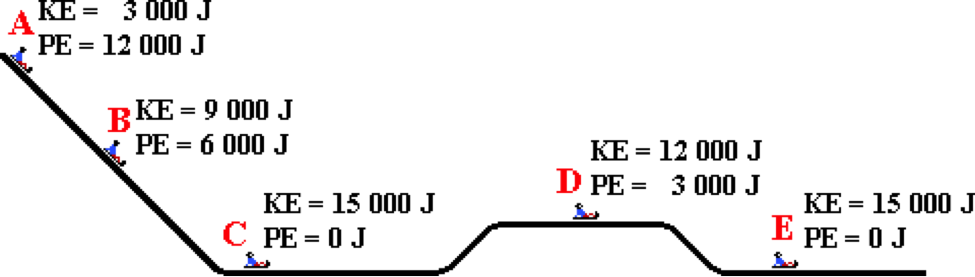 A KE = 3 000 J
PE = 12 000 J
B KE = 9 000 J
PE = 6 000 J
C KE = 15 000 J
PE = 0 J
D KE = 12 000 J
PE = 3 000 J
E KE = 15 000 J
PE = 0 J